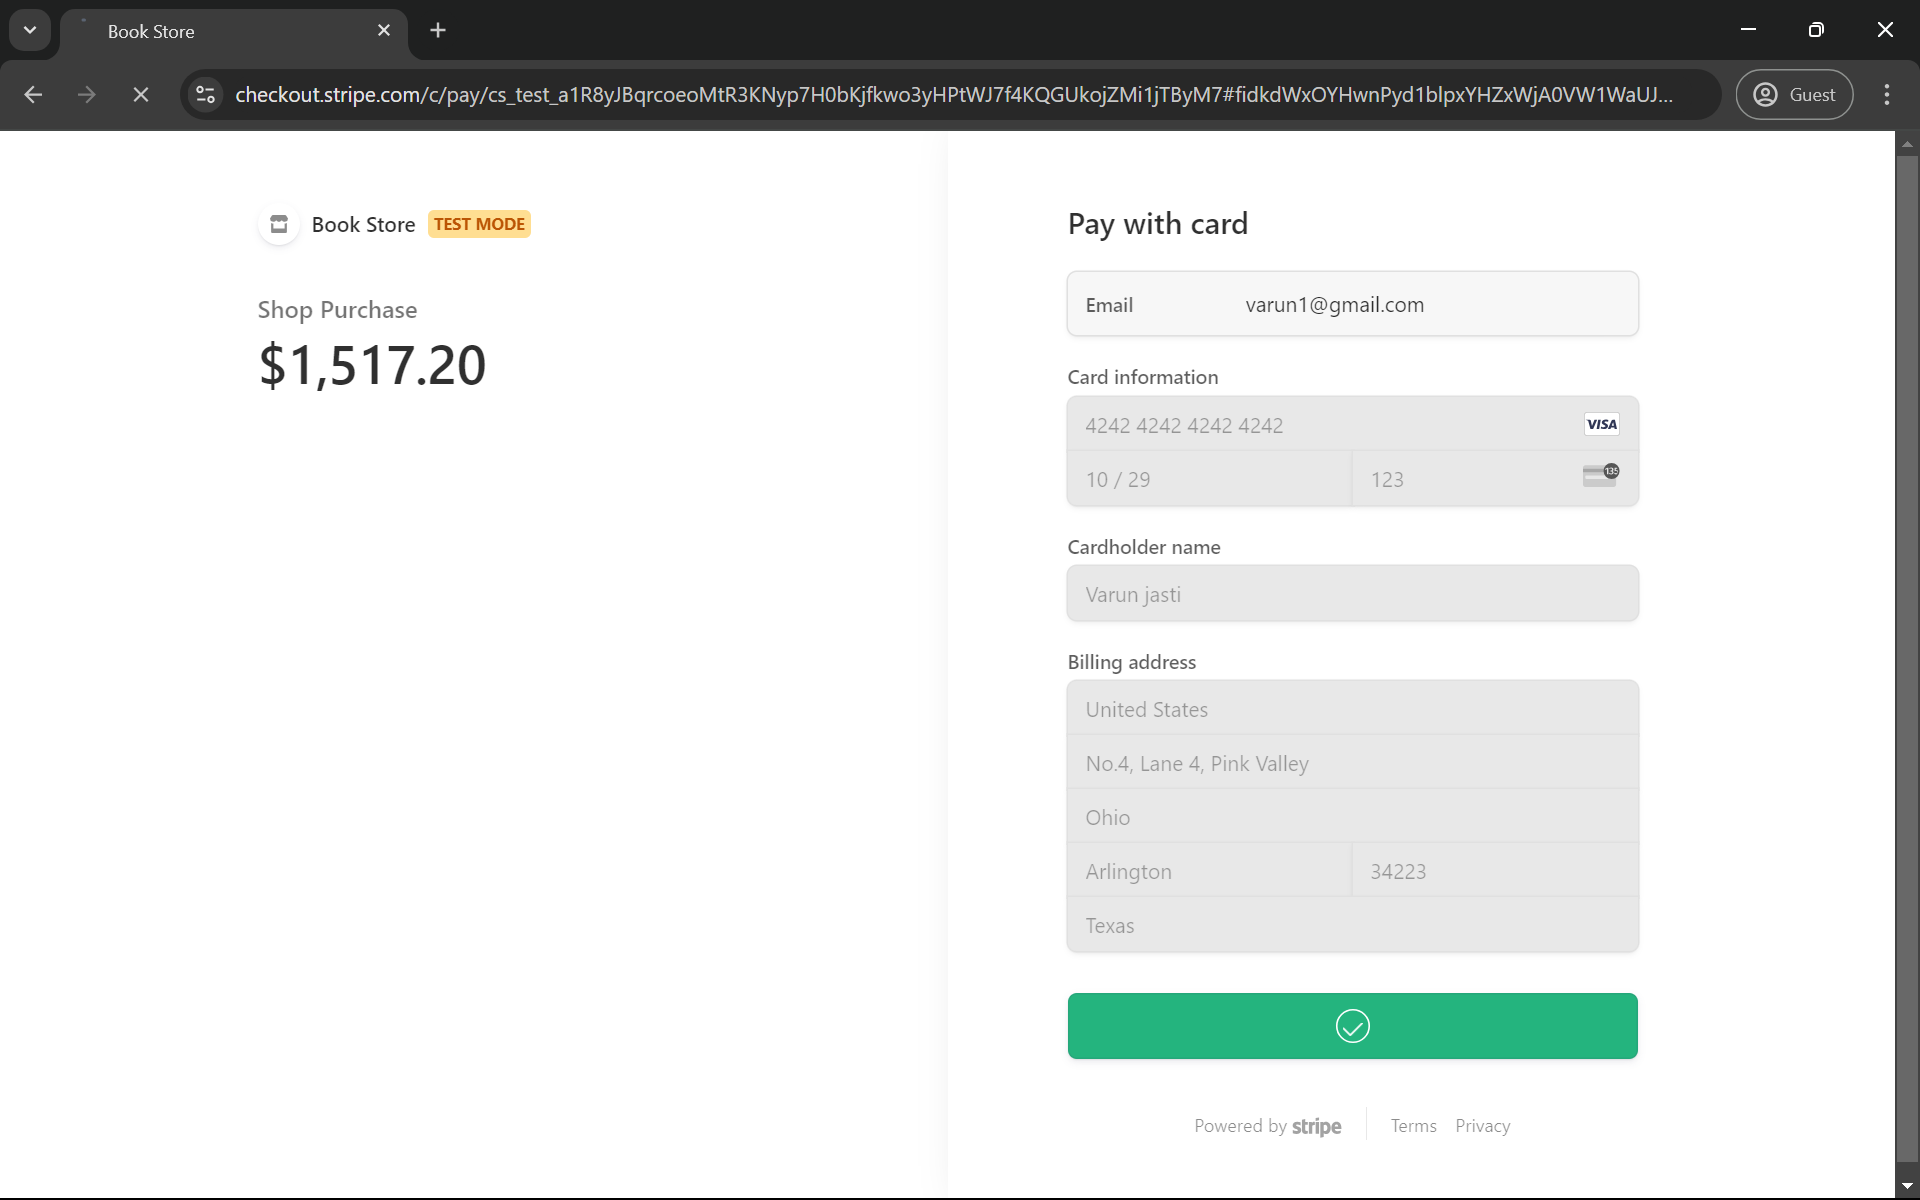 Book Store
checkout.stripe.com/c/pay/cs_test_a1R8yJBqrcoeoMtR3KNyp7H0bKjfkwo3yHPtWJ7f4KQGUkojZMi1jTByM7#fidkdWxOYHwnPyd1blpxYHZxWjA0VW1WaUJ...
Guest
Book Store TEST MODE
Shop Purchase
$1,517.20
Pay with card
Email varun1@gmail.com
Card information
4242 4242 4242 4242 VISA
10 / 29 123 135
Cardholder name
Varun jasti
Billing address
United States
No.4, Lane 4, Pink Valley
Ohio
Arlington 34223
Texas
Powered by stripe Terms Privacy